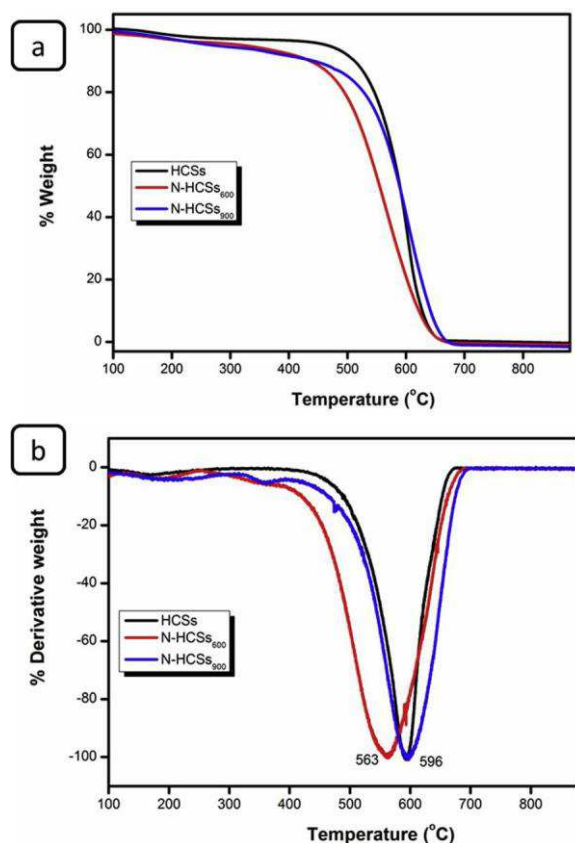 a
100
80
60
40
20
0
% Weight
HCSs
N-HCSs₆₀₀
N-HCSs₉₀₀
100 200 300 400 500 600 700 800
Temperature (°C)
b
0
-20
-40
-60
-80
-100
% Derivative weight
HCSs
N-HCSs₆₀₀
N-HCSs₉₀₀
563 596
100 200 300 400 500 600 700 800
Temperature (°C)